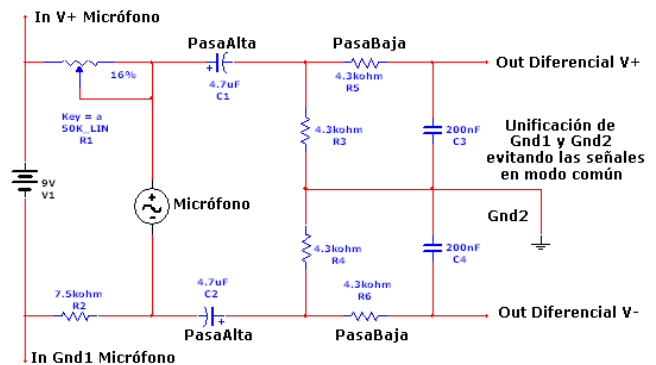 In V+ Micrófono
PasaAlta
PasaBaja
Out Diferencial V+
16%
4.7uF
C1
4.3kohm
R5
Key = a
50K_LIN
R1
4.3kohm
R3
200nF
C3
Unificación de
Gnd1 y Gnd2
evitando las señales
en modo común
9V
V1
Micrófono
Gnd2
4.3kohm
R4
200nF
C4
7.5kohm
R2
4.7uF
C2
PasaAlta
4.3kohm
R6
PasaBaja
Out Diferencial V-
In Gnd1 Micrófono
+
+